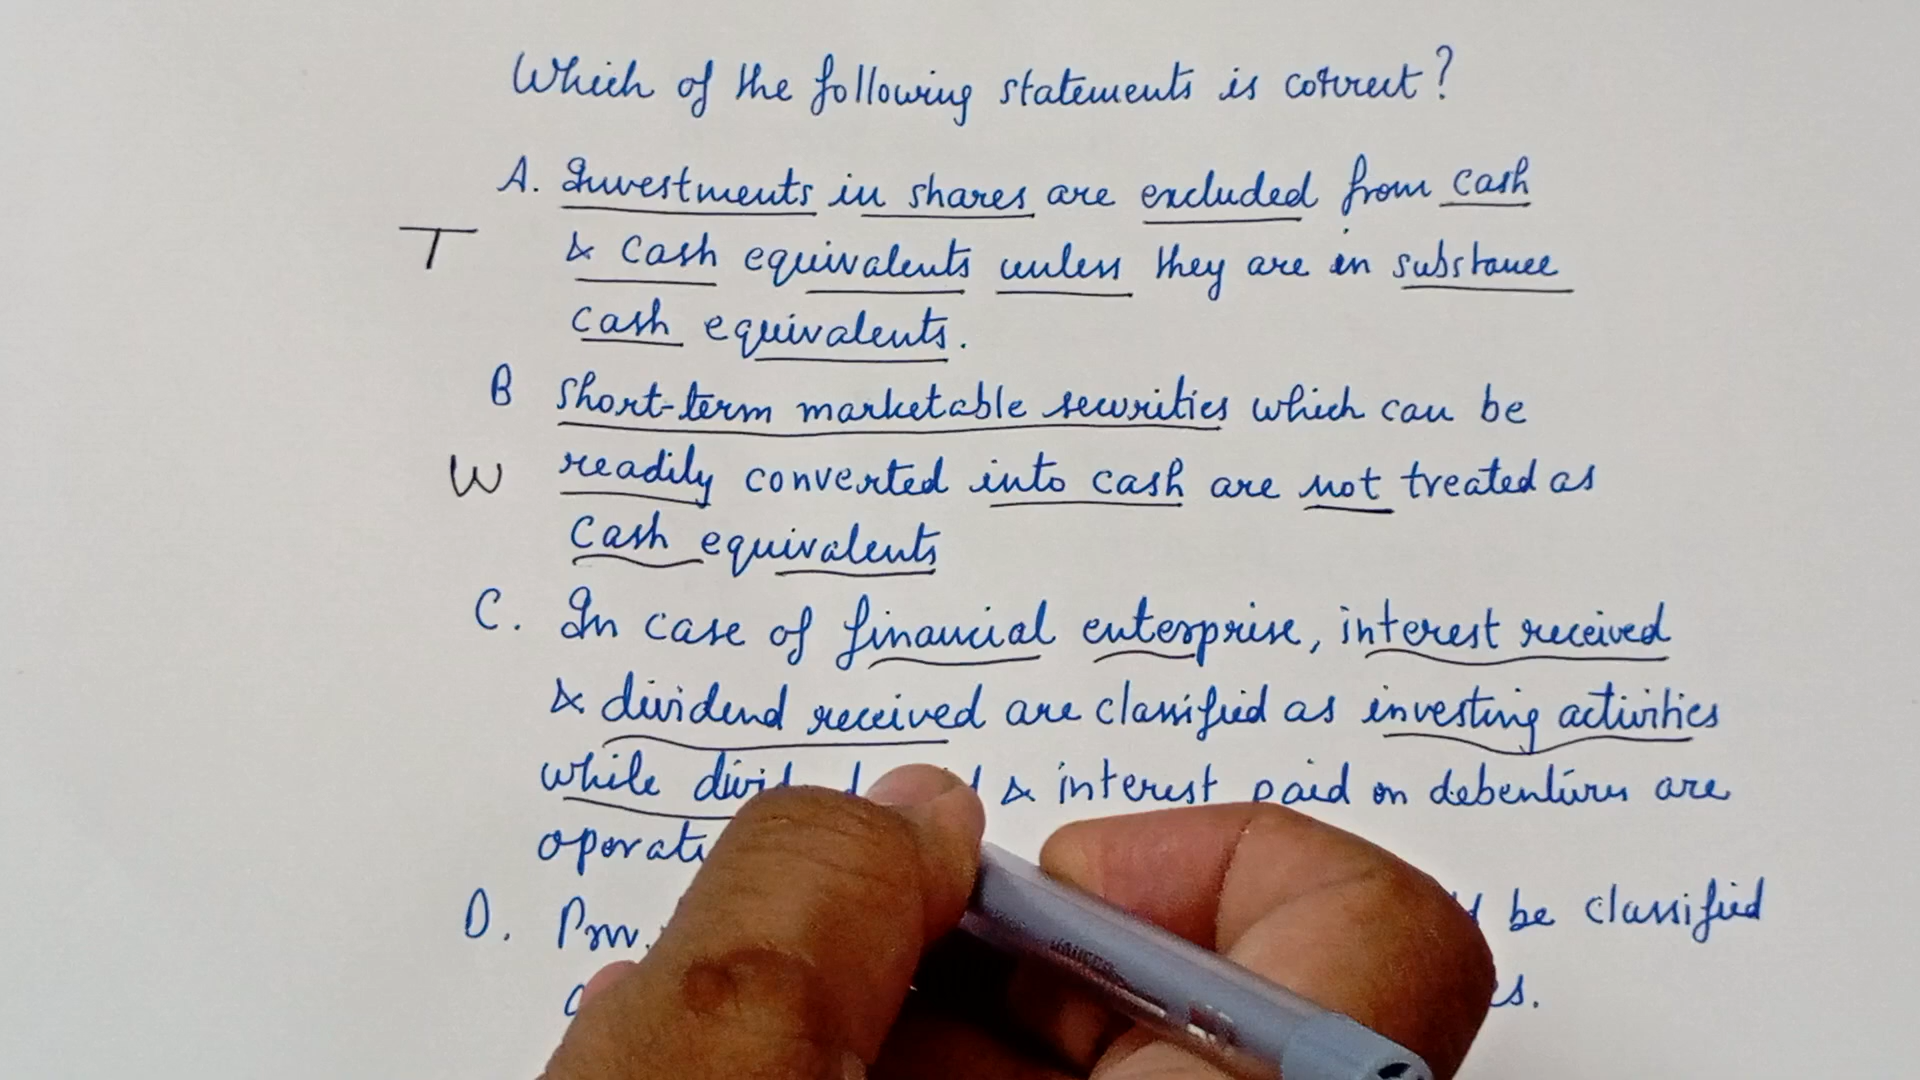 Which of the following statements is correct?
A. Investments in shares are excluded from cash
T & cash equivalents unless they are in substance
cash equivalents.
B Short-term marketable securities which can be
W readily converted into cash are not treated as
Cash equivalents
C. In case of financial enterprise, interest received
& dividend received are classified as investing activities
while & interest paid on debentures are
D. be classified